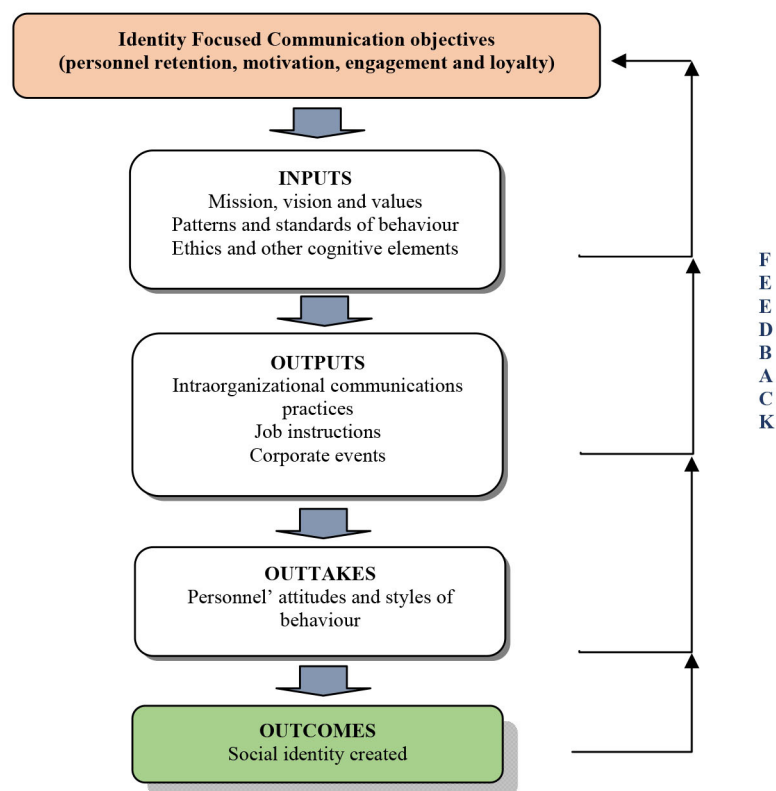 Identity Focused Communication objectives
(personnel retention, motivation, engagement and loyalty)
INPUTS
Mission, vision and values
Patterns and standards of behaviour
Ethics and other cognitive elements
OUTPUTS
Intraorganizational communications
practices
Job instructions
Corporate events
OUTTAKES
Personnel’ attitudes and styles of
behaviour
OUTCOMES
Social identity created
F
E
E
D
B
A
C
K